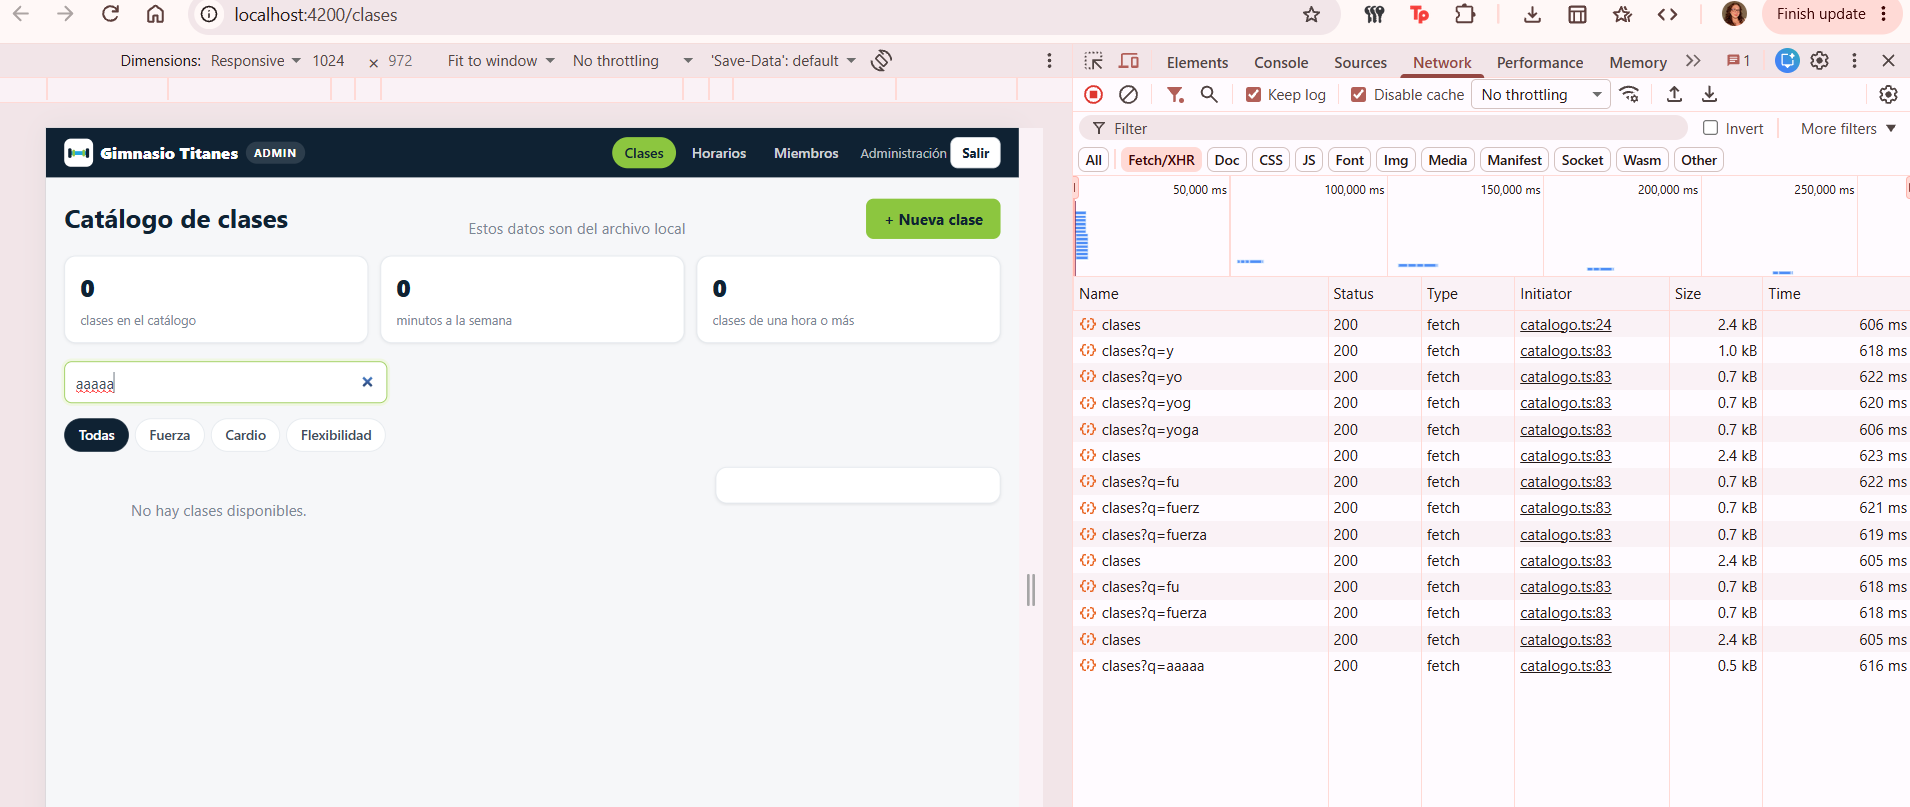 localhost:4200/clases
Tp
Finish update
Dimensions: Responsive 1024 × 972 Fit to window No throttling 'Save-Data': default
Elements Console Sources Network Performance Memory 1
Keep log Disable cache No throttling
Filter Invert More filters
All Fetch/XHR Doc CSS JS Font Img Media Manifest Socket Wasm Other
50,000 ms 100,000 ms 150,000 ms 200,000 ms 250,000 ms
Name Status Type Initiator Size Time
clases 200 fetch catalogo.ts:24 2.4 kB 606 ms
clases?q=y 200 fetch catalogo.ts:83 1.0 kB 618 ms
clases?q=yo 200 fetch catalogo.ts:83 0.7 kB 622 ms
clases?q=yog 200 fetch catalogo.ts:83 0.7 kB 620 ms
clases?q=yoga 200 fetch catalogo.ts:83 0.7 kB 606 ms
clases 200 fetch catalogo.ts:83 2.4 kB 623 ms
clases?q=fu 200 fetch catalogo.ts:83 0.7 kB 622 ms
clases?q=fuerz 200 fetch catalogo.ts:83 0.7 kB 621 ms
clases?q=fuerza 200 fetch catalogo.ts:83 0.7 kB 619 ms
clases 200 fetch catalogo.ts:83 2.4 kB 605 ms
clases?q=fu 200 fetch catalogo.ts:83 0.7 kB 618 ms
clases?q=fuerza 200 fetch catalogo.ts:83 0.7 kB 618 ms
clases 200 fetch catalogo.ts:83 2.4 kB 605 ms
clases?q=aaaaa 200 fetch catalogo.ts:83 0.5 kB 616 ms
Gimnasio Titanes ADMIN Clases Horarios Miembros Administración Salir
Catálogo de clases Estos datos son del archivo local + Nueva clase
0 0 0
clases en el catálogo minutos a la semana clases de una hora o más
aaaaa ×
Todas Fuerza Cardio Flexibilidad
No hay clases disponibles.